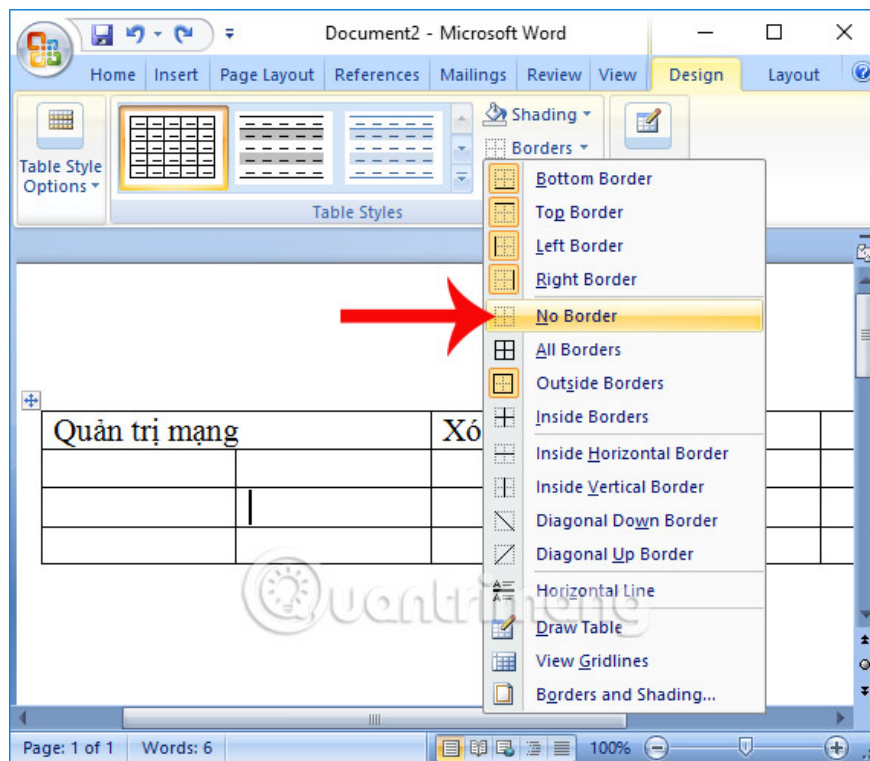 Document2 - Microsoft Word
Home Insert Page Layout References Mailings Review View Design Layout
Table Style
Options
Shading
Borders
Table Styles
Bottom Border
Top Border
Left Border
Right Border
No Border
All Borders
Outside Borders
Inside Borders
Inside Horizontal Border
Inside Vertical Border
Diagonal Down Border
Diagonal Up Border
Horizontal Line
Draw Table
View Gridlines
Borders and Shading...
Quản trị mạng Xó
Quantrimang
Page: 1 of 1 Words: 6 100%